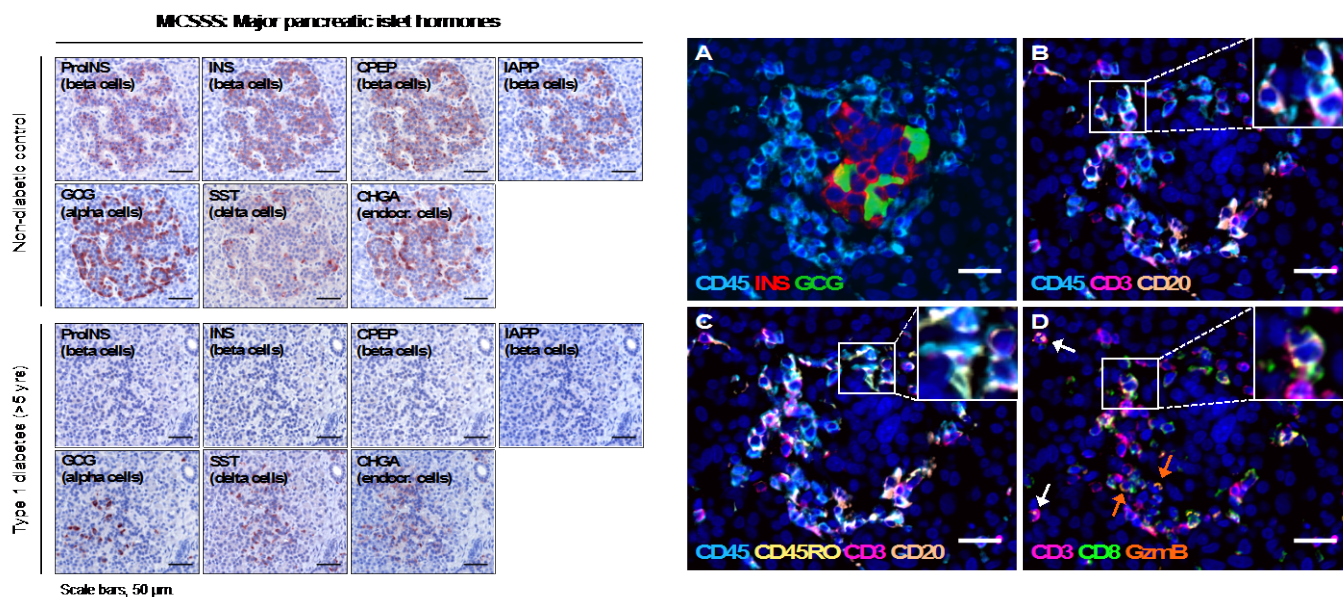 MICSSS: Major pancreatic islet hormones
Non-diabetic control
ProINS
(beta cells)
INS
(beta cells)
CPEP
(beta cells)
IAPP
(beta cells)
GCG
(alpha cells)
SST
(delta cells)
CHGA
(endocr. cells)
Type 1 diabetes (>5 yrs)
ProINS
(beta cells)
INS
(beta cells)
CPEP
(beta cells)
IAPP
(beta cells)
GCG
(alpha cells)
SST
(delta cells)
CHGA
(endocr. cells)
Scale bars, 50 µm.
A
CD45 INS GCG
B
CD45 CD3 CD20
C
CD45 CD45RO CD3 CD20
D
CD3 CD8 GzmB